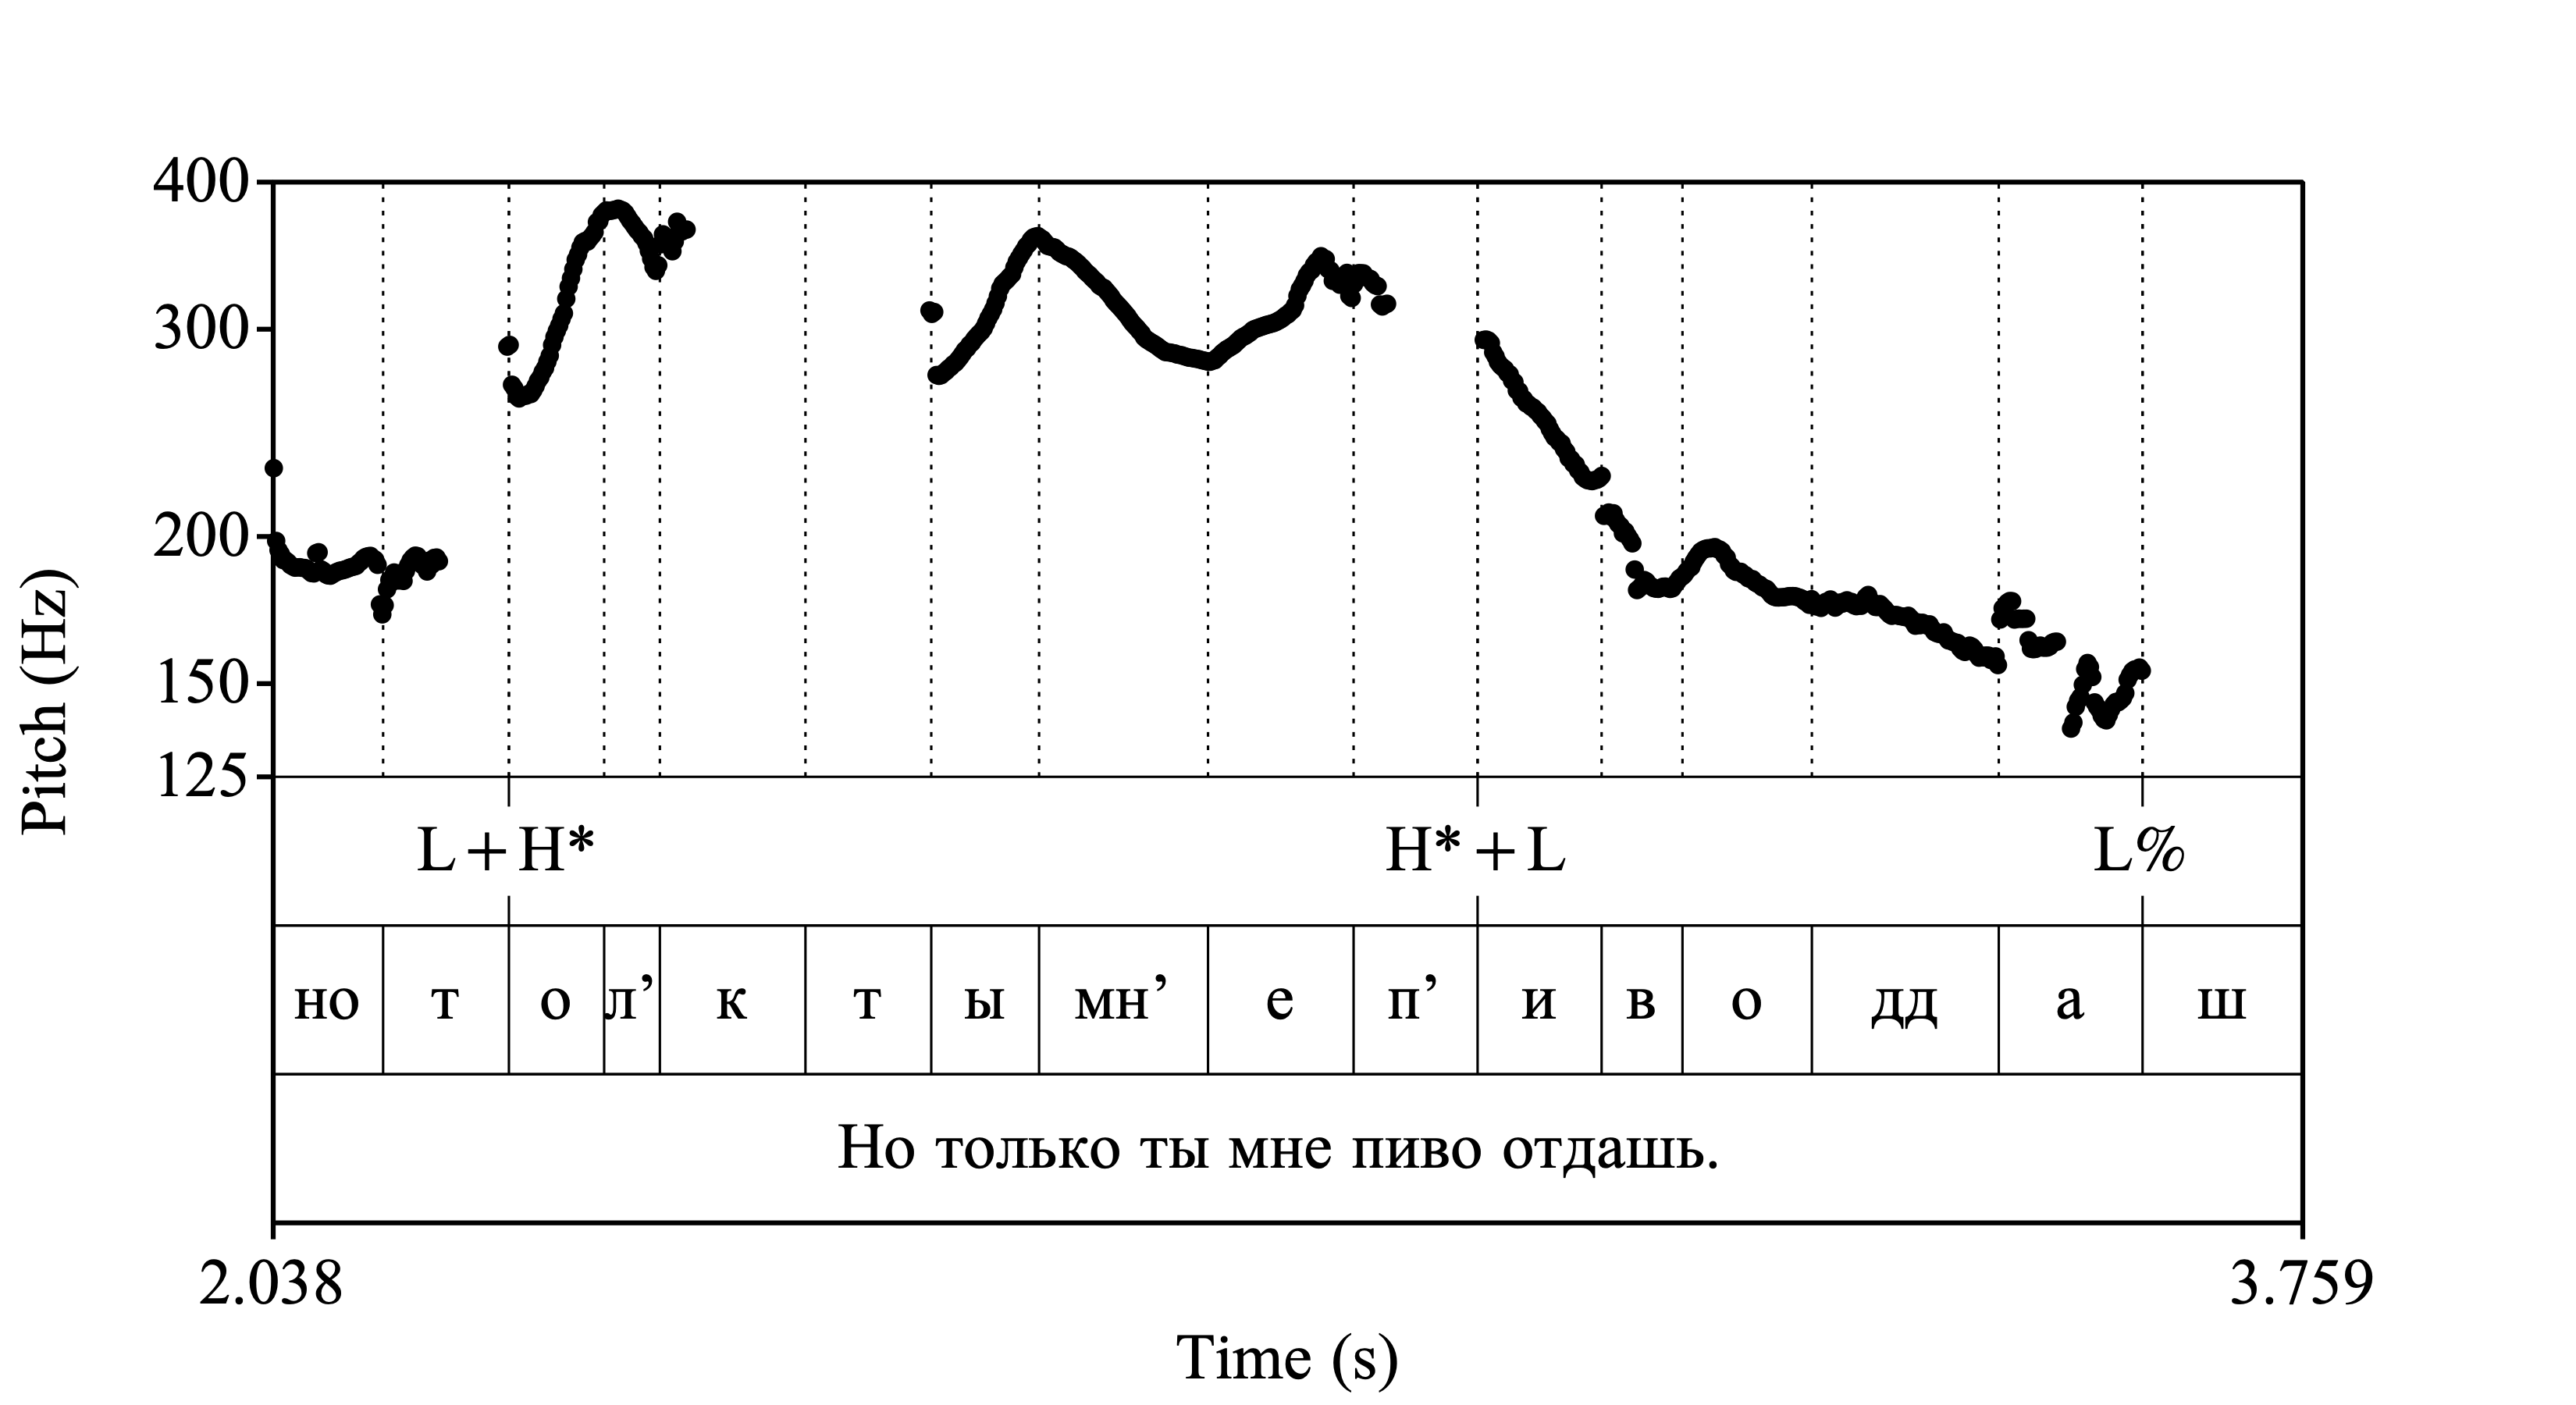 400
300
200
150
125
Pitch (Hz)
L+H* H*+L L%
но т о л’ к т ы мн’ е п’ и в о дд а ш
Но только ты мне пиво отдашь.
2.038 3.759
Time (s)